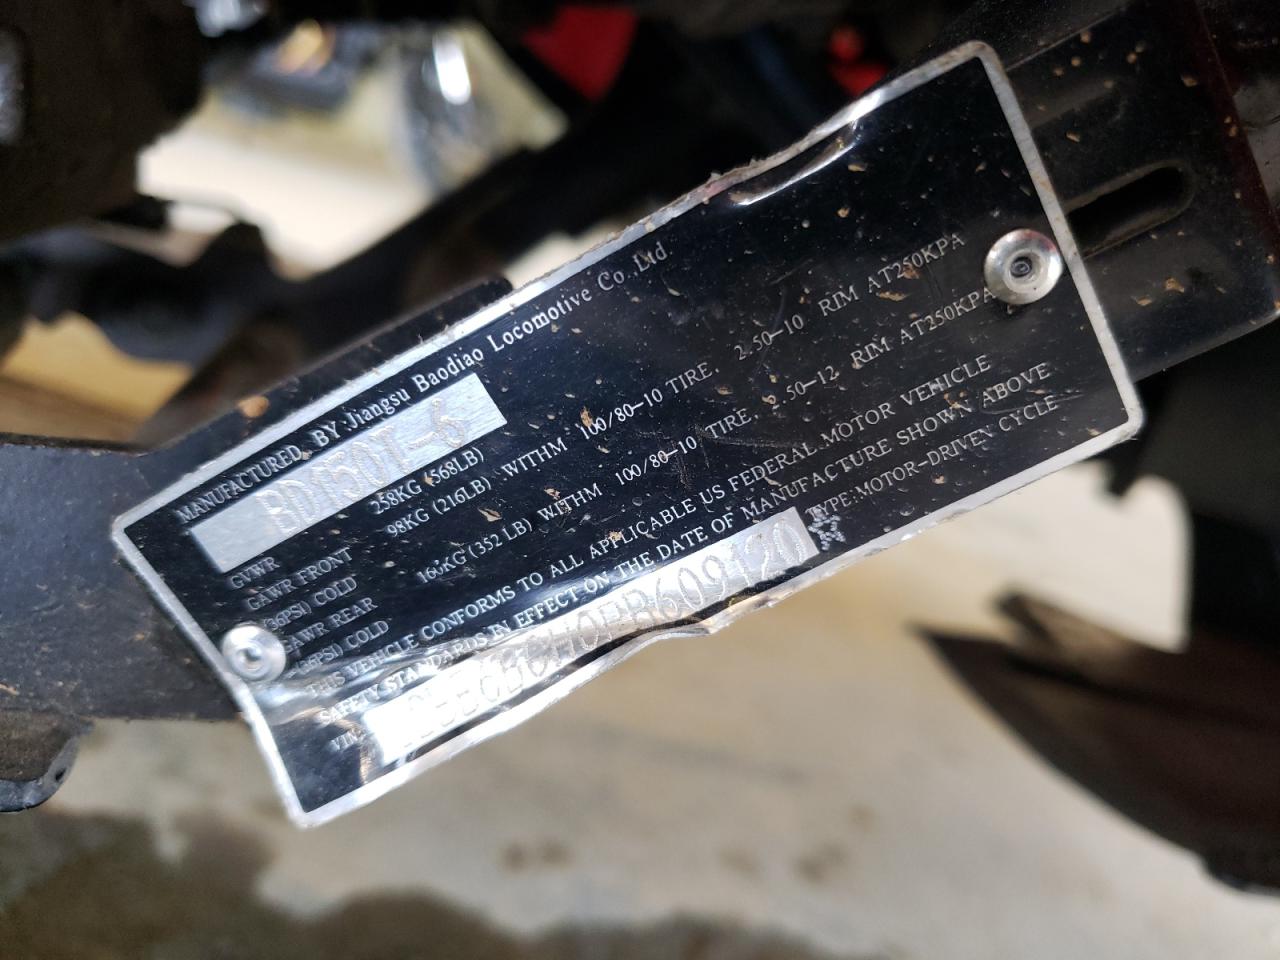 MANUFACTURED BY:Jiangsu Baodiao Locomotive Co.,Ltd.
GVWR 258KG (568LB)
GAWR FRONT 98KG (216LB) WITHM 100/80-10 TIRE, 2.50-10 RIM AT250KPA
(36PSI) COLD
GAWR REAR 160KG (352 LB) WITHM 100/80-10 TIRE, 2.50-12 RIM AT250KPA
(36PSI) COLD
THIS VEHICLE CONFORMS TO ALL APPLICABLE US FEDERAL MOTOR VEHICLE
SAFETY STANDARDS IN EFFECT ON THE DATE OF MANUFACTURE SHOWN ABOVE
VIN: TYPE:MOTOR-DRIVEN CYCLE